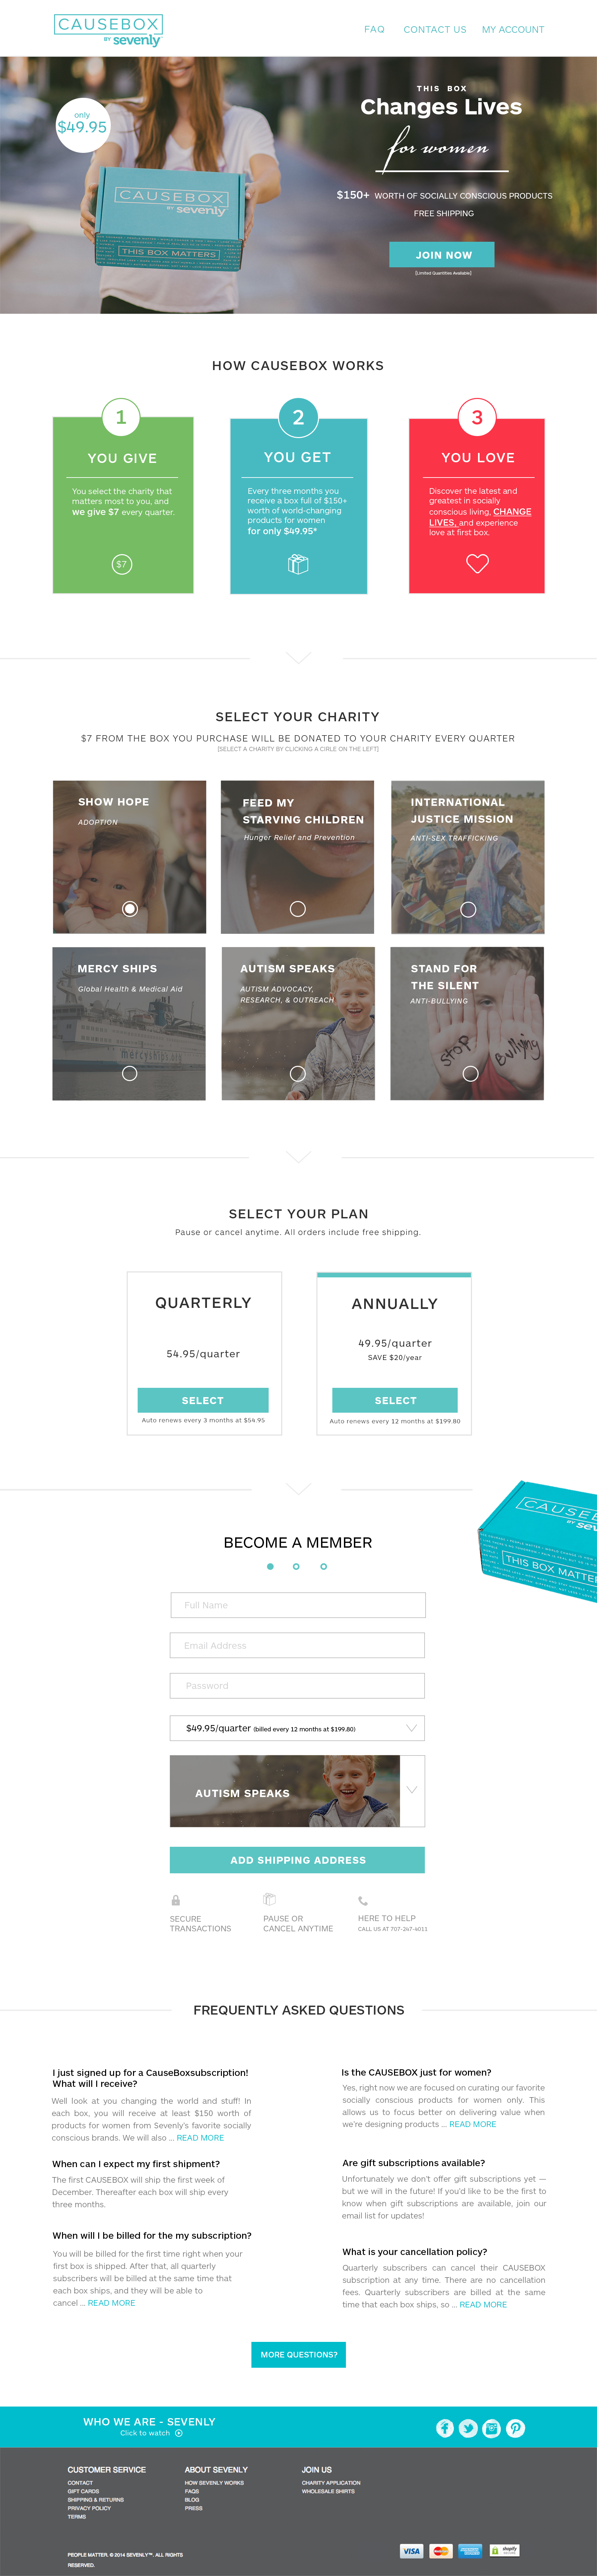 CAUSEBOX
BY sevenly
FAQ CONTACT US MY ACCOUNT
only
$49.95
THIS BOX
Changes Lives
for women
$150+ WORTH OF SOCIALLY CONSCIOUS PRODUCTS
FREE SHIPPING
JOIN NOW
[Limited Quantities Available]
CAUSEBOX
BY sevenly
THIS BOX MATTERS
HOW CAUSEBOX WORKS
1
YOU GIVE
You select the charity that
matters most to you, and
we give $7 every quarter.
$7
2
YOU GET
Every three months you
receive a box full of $150+
worth of world-changing
products for women
for only $49.95*
3
YOU LOVE
Discover the latest and
greatest in socially
conscious living, CHANGE
LIVES, and experience
love at first box.
SELECT YOUR CHARITY
$7 FROM THE BOX YOU PURCHASE WILL BE DONATED TO YOUR CHARITY EVERY QUARTER
[SELECT A CHARITY BY CLICKING A CIRLE ON THE LEFT]
SHOW HOPE
ADOPTION
FEED MY
STARVING CHILDREN
Hunger Relief and Prevention
INTERNATIONAL
JUSTICE MISSION
ANTI-SEX TRAFFICKING
MERCY SHIPS
Global Health & Medical Aid
mercyships.org
AUTISM SPEAKS
AUTISM ADVOCACY,
RESEARCH, & OUTREACH
STAND FOR
THE SILENT
ANTI-BULLYING
STOP Bullying
SELECT YOUR PLAN
Pause or cancel anytime. All orders include free shipping.
QUARTERLY
54.95/quarter
SELECT
Auto renews every 3 months at $54.95
ANNUALLY
49.95/quarter
SAVE $20/year
SELECT
Auto renews every 12 months at $199.80
CAUSE
BY sev
THIS BOX MATTE
BECOME A MEMBER
Full Name
Email Address
Password
$49.95/quarter (billed every 12 months at $199.80)
AUTISM SPEAKS
ADD SHIPPING ADDRESS
SECURE
TRANSACTIONS
PAUSE OR
CANCEL ANYTIME
HERE TO HELP
CALL US AT 707-247-4011
FREQUENTLY ASKED QUESTIONS
I just signed up for a CauseBoxsubscription!
What will I receive?
Well look at you changing the world and stuff! In
each box, you will receive at least $150 worth of
products for women from Sevenly's favorite socially
conscious brands. We will also ... READ MORE
When can I expect my first shipment?
The first CAUSEBOX will ship the first week of
December. Thereafter each box will ship every
three months.
When will I be billed for the my subscription?
You will be billed for the first time right when your
first box is shipped. After that, all quarterly
subscribers will be billed at the same time that
each box ships, and they will be able to
cancel ... READ MORE
Is the CAUSEBOX just for women?
Yes, right now we are focused on curating our favorite
socially conscious products for women only. This
allows us to focus better on delivering value when
we're designing products ... READ MORE
Are gift subscriptions available?
Unfortunately we don't offer gift subscriptions yet —
but we will in the future! If you'd like to be the first to
know when gift subscriptions are available, join our
email list for updates!
What is your cancellation policy?
Quarterly subscribers can cancel their CAUSEBOX
subscription at any time. There are no cancellation
fees. Quarterly subscribers are billed at the same
time that each box ships, so ... READ MORE
MORE QUESTIONS?
WHO WE ARE - SEVENLY
Click to watch
CUSTOMER SERVICE
CONTACT
GIFT CARDS
SHIPPING & RETURNS
PRIVACY POLICY
TERMS
ABOUT SEVENLY
HOW SEVENLY WORKS
FAQS
BLOG
PRESS
JOIN US
CHARITY APPLICATION
WHOLESALE SHIRTS
PEOPLE MATTER. © 2014 SEVENLY™. ALL RIGHTS
RESERVED.
VISA
MasterCard
shopify